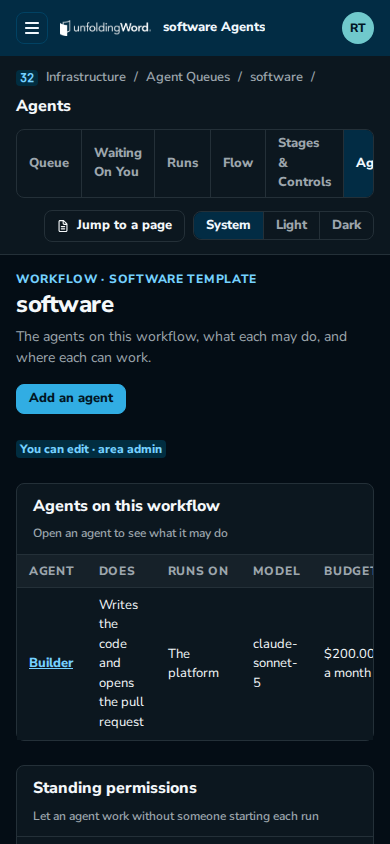 unfoldingWord. software Agents RT
32 Infrastructure / Agent Queues / software /
Agents
Queue
Waiting
On You
Runs
Flow
Stages
&
Controls
Ag
Jump to a page
System Light Dark
WORKFLOW · SOFTWARE TEMPLATE
software
The agents on this workflow, what each may do, and
where each can work.
Add an agent
You can edit · area admin
Agents on this workflow
Open an agent to see what it may do
AGENT DOES RUNS ON MODEL BUDGET
Builder
Writes
the
code
and
opens
the pull
request
The
platform
claude-
sonnet-
5
$200.00
a month
Standing permissions
Let an agent work without someone starting each run